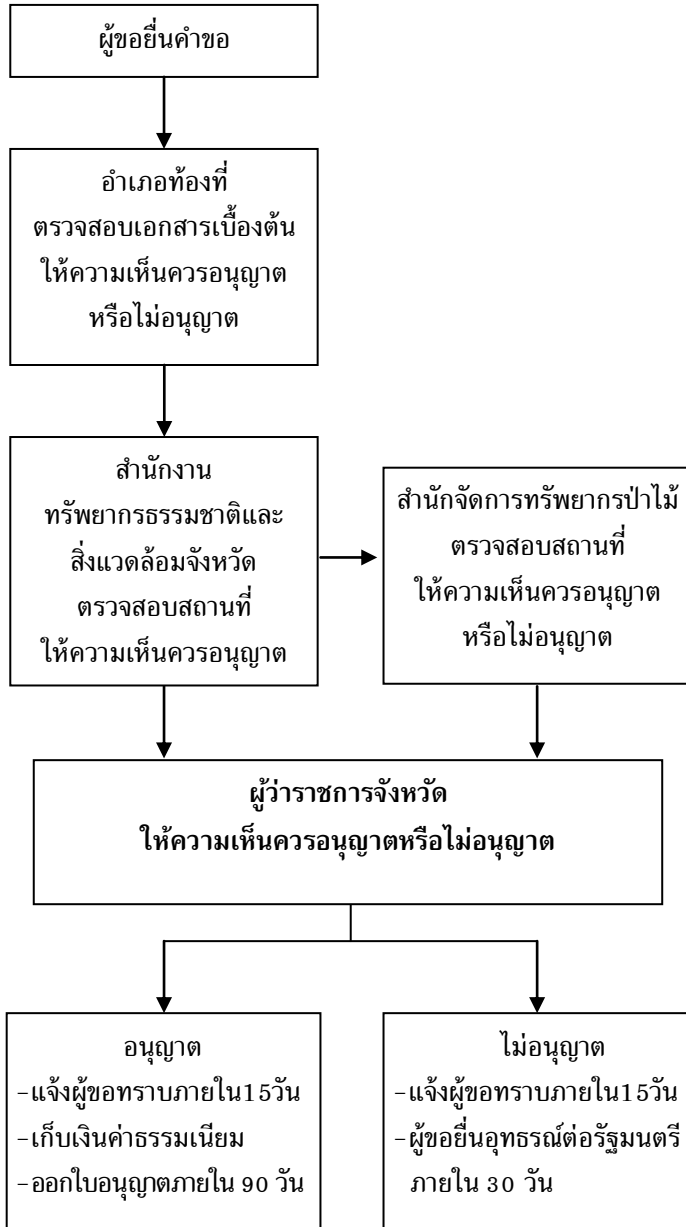 ผู้ขอยื่นคำขอ
อำเภอท้องที่
ตรวจสอบเอกสารเบื้องต้น
ให้ความเห็นควรอนุญาต
หรือไม่อนุญาต
สำนักงาน
ทรัพยากรธรรมชาติและ
สิ่งแวดล้อมจังหวัด
ตรวจสอบสถานที่
ให้ความเห็นควรอนุญาต
สำนักจัดการทรัพยากรป่าไม้
ตรวจสอบสถานที่
ให้ความเห็นควรอนุญาต
หรือไม่อนุญาต
ผู้ว่าราชการจังหวัด
ให้ความเห็นควรอนุญาตหรือไม่อนุญาต
อนุญาต
-แจ้งผู้ขอทราบภายใน15วัน
-เก็บเงินค่าธรรมเนียม
-ออกใบอนุญาตภายใน 90 วัน
ไม่อนุญาต
-แจ้งผู้ขอทราบภายใน15วัน
-ผู้ขอยื่นอุทธรณ์ต่อรัฐมนตรี
ภายใน 30 วัน